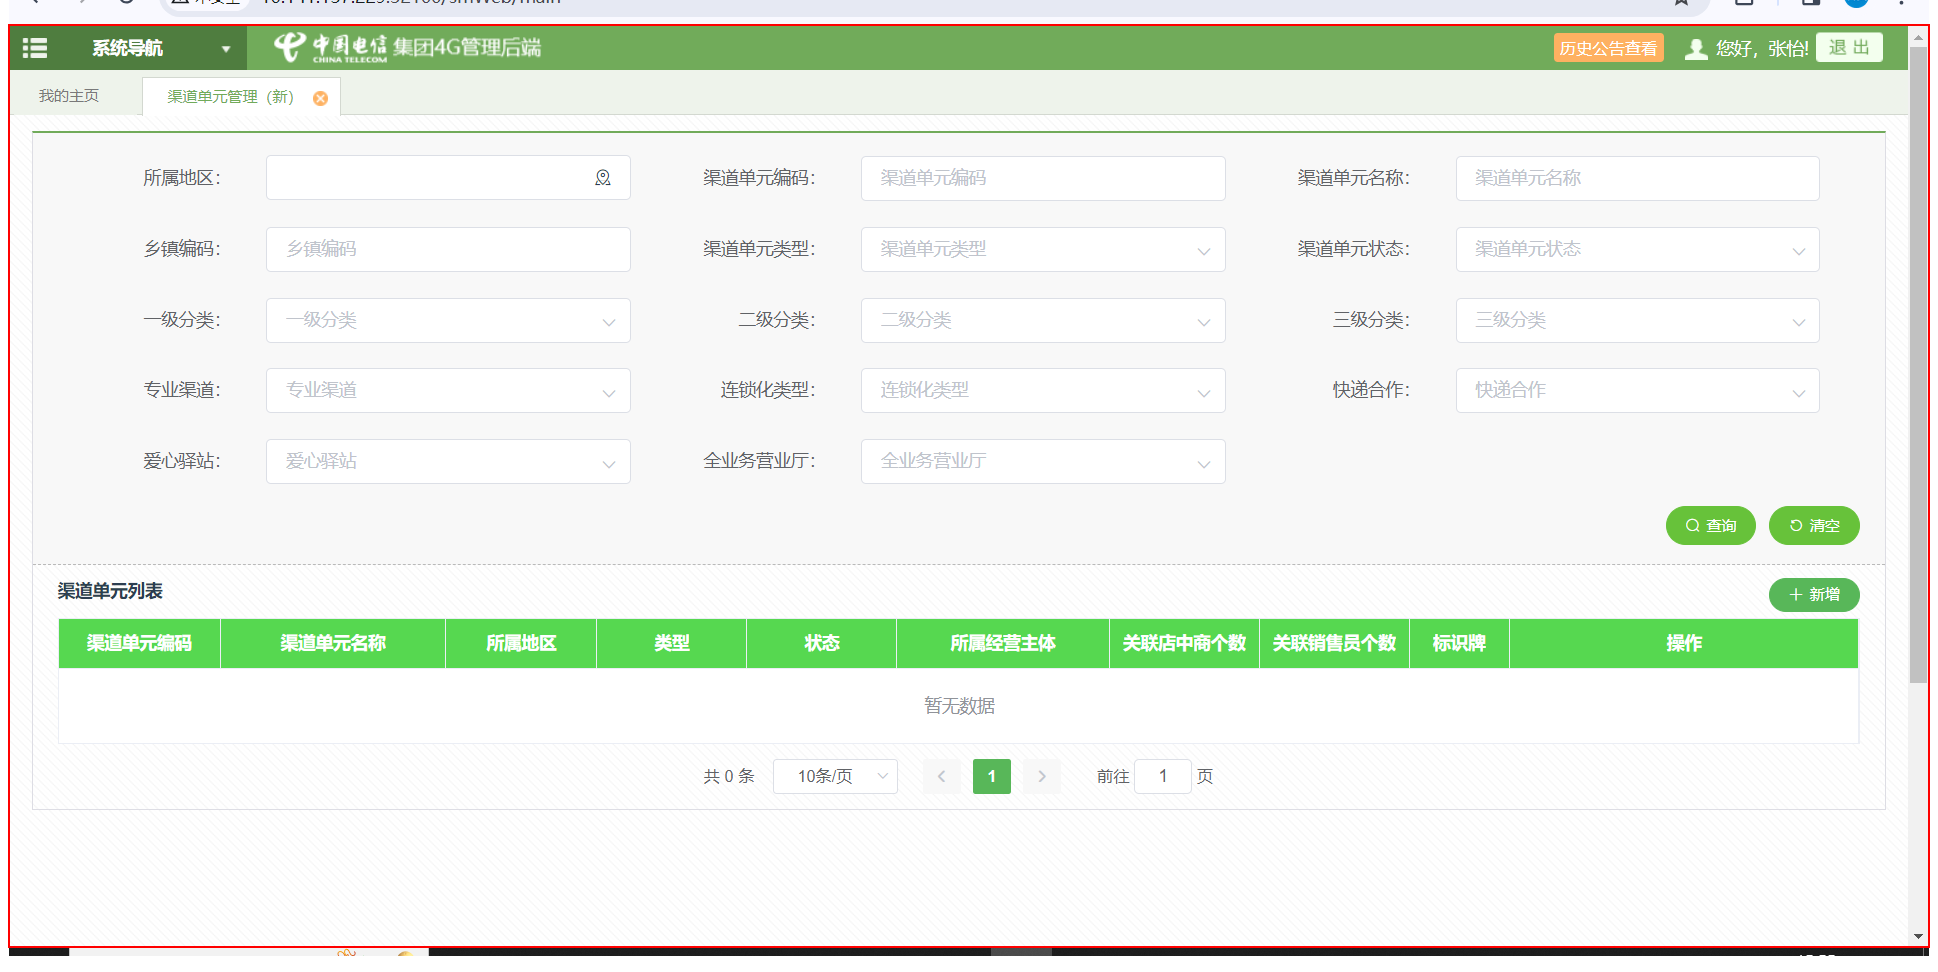 系统导航
中国电信 集团4G管理后端
CHINA TELECOM
历史公告查看
您好，张怡!
退 出
我的主页
渠道单元管理（新）
所属地区：
渠道单元编码：
渠道单元编码
渠道单元名称：
渠道单元名称
乡镇编码：
乡镇编码
渠道单元类型：
渠道单元类型
渠道单元状态：
渠道单元状态
一级分类：
一级分类
二级分类：
二级分类
三级分类：
三级分类
专业渠道：
专业渠道
连锁化类型：
连锁化类型
快递合作：
快递合作
爱心驿站：
爱心驿站
全业务营业厅：
全业务营业厅
查询
清空
渠道单元列表
新增
渠道单元编码 渠道单元名称 所属地区 类型 状态 所属经营主体 关联店中商个数 关联销售员个数 标识牌 操作
暂无数据
共 0 条
10条/页
1
前往 1 页